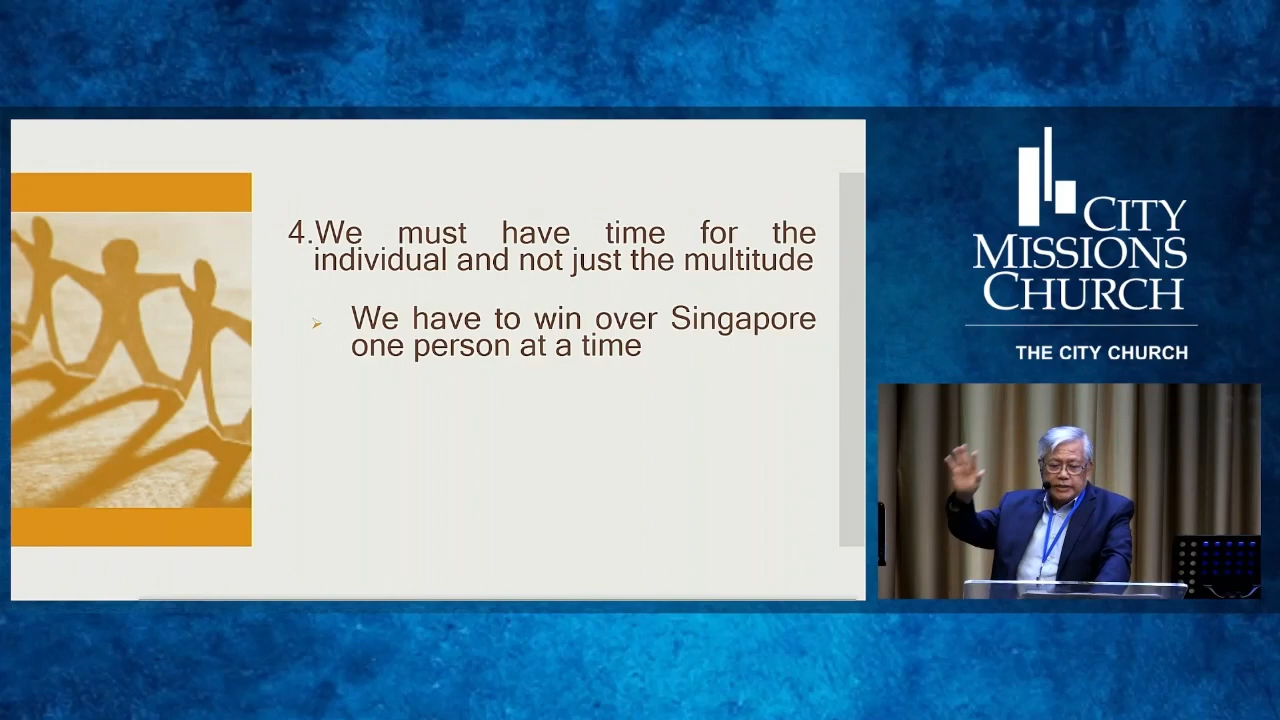 4.We must have time for the
individual and not just the multitude
We have to win over Singapore
one person at a time
CITY
MISSIONS
CHURCH
THE CITY CHURCH